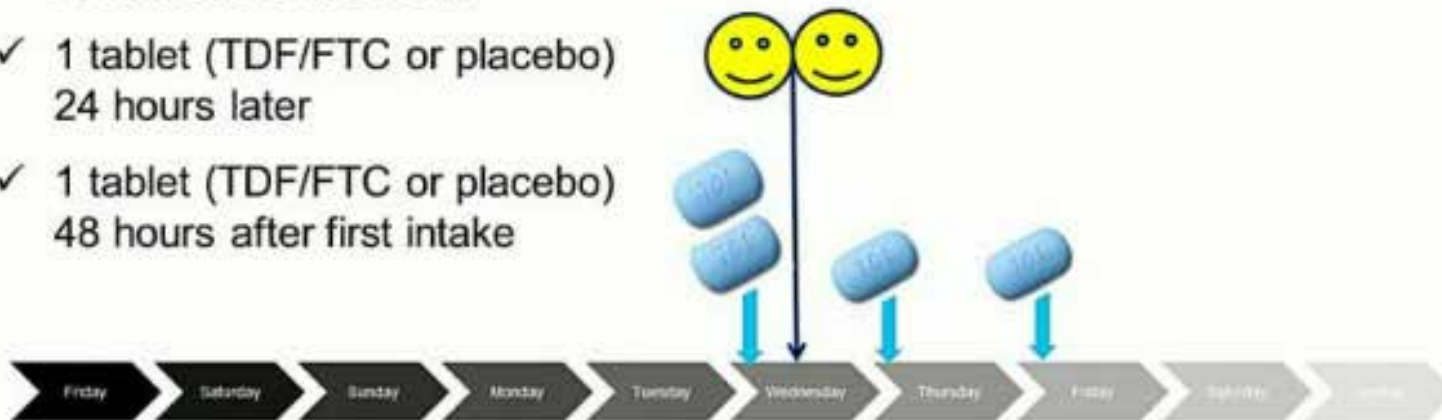 ✓ 1 tablet (TDF/FTC or placebo)
24 hours later
✓ 1 tablet (TDF/FTC or placebo)
48 hours after first intake
Friday Saturday Sunday Monday Tuesday Wednesday Thursday Friday Saturday